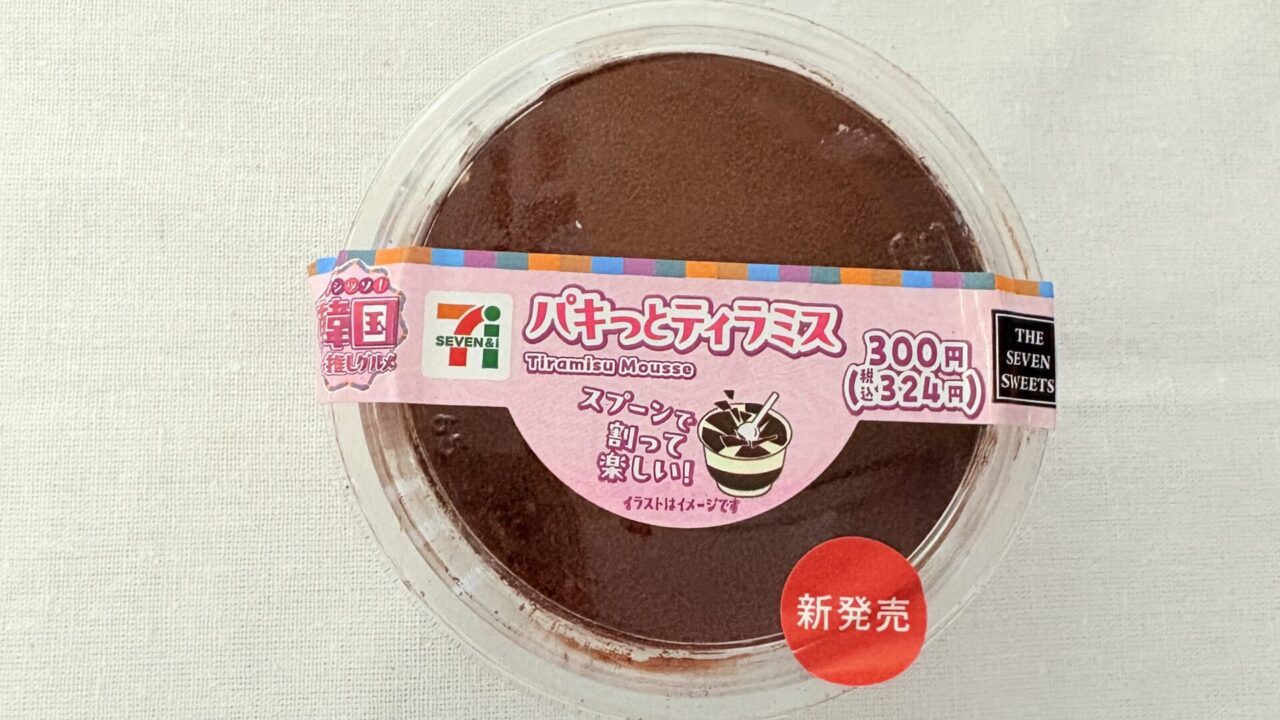 シッソ!
韓国
推しグルメ
SEVEN&i
パキっとティラミス
Tiramisu Mousse
スプーンで
割って
楽しい!
イラストはイメージです
300円
(税込324円)
THE
SEVEN
SWEETS
新発売